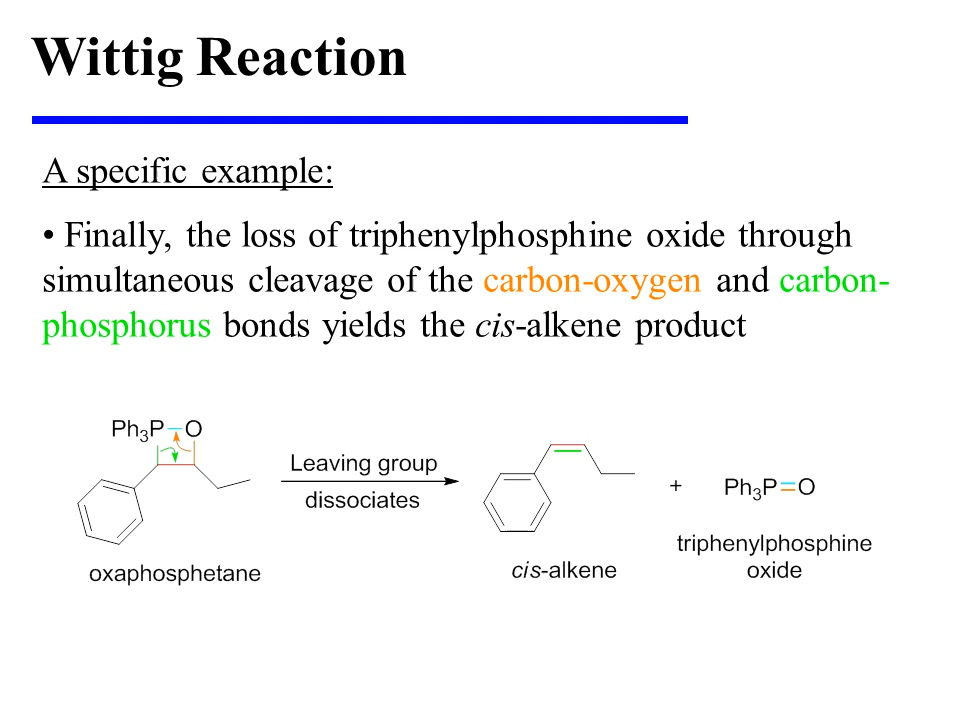 Wittig Reaction
A specific example:
• Finally, the loss of triphenylphosphine oxide through
simultaneous cleavage of the carbon-oxygen and carbon-
phosphorus bonds yields the cis-alkene product
Ph₃P O
Leaving group
dissociates
+
Ph₃P O
oxaphosphetane
cis-alkene
triphenylphosphine
oxide